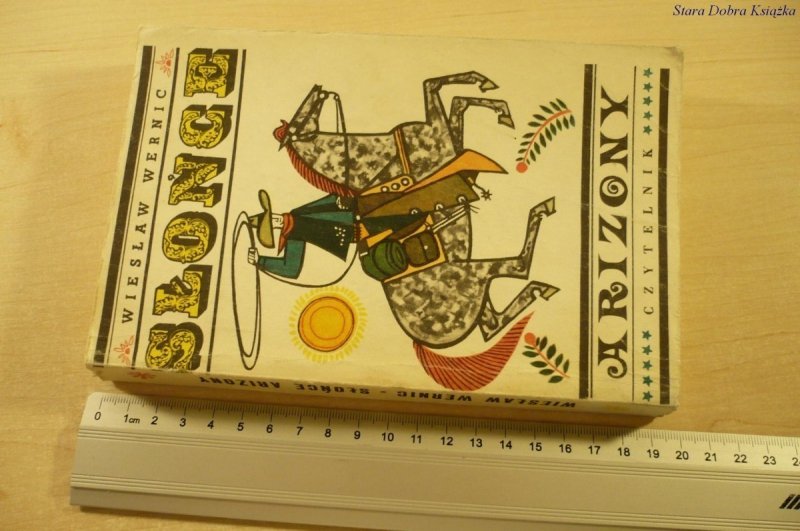 Stara Dobra Książka
WIESŁAW WERNIC
SŁOŃCE
ARIZONY
CZYTELNIK
WIESŁAW WERNIC - SŁOŃCE ARIZONY
0 1cm 2 3 4 5 6 7 8 9 10 11 12 13 14 15 16 17 18 19 20 21 22 23 24